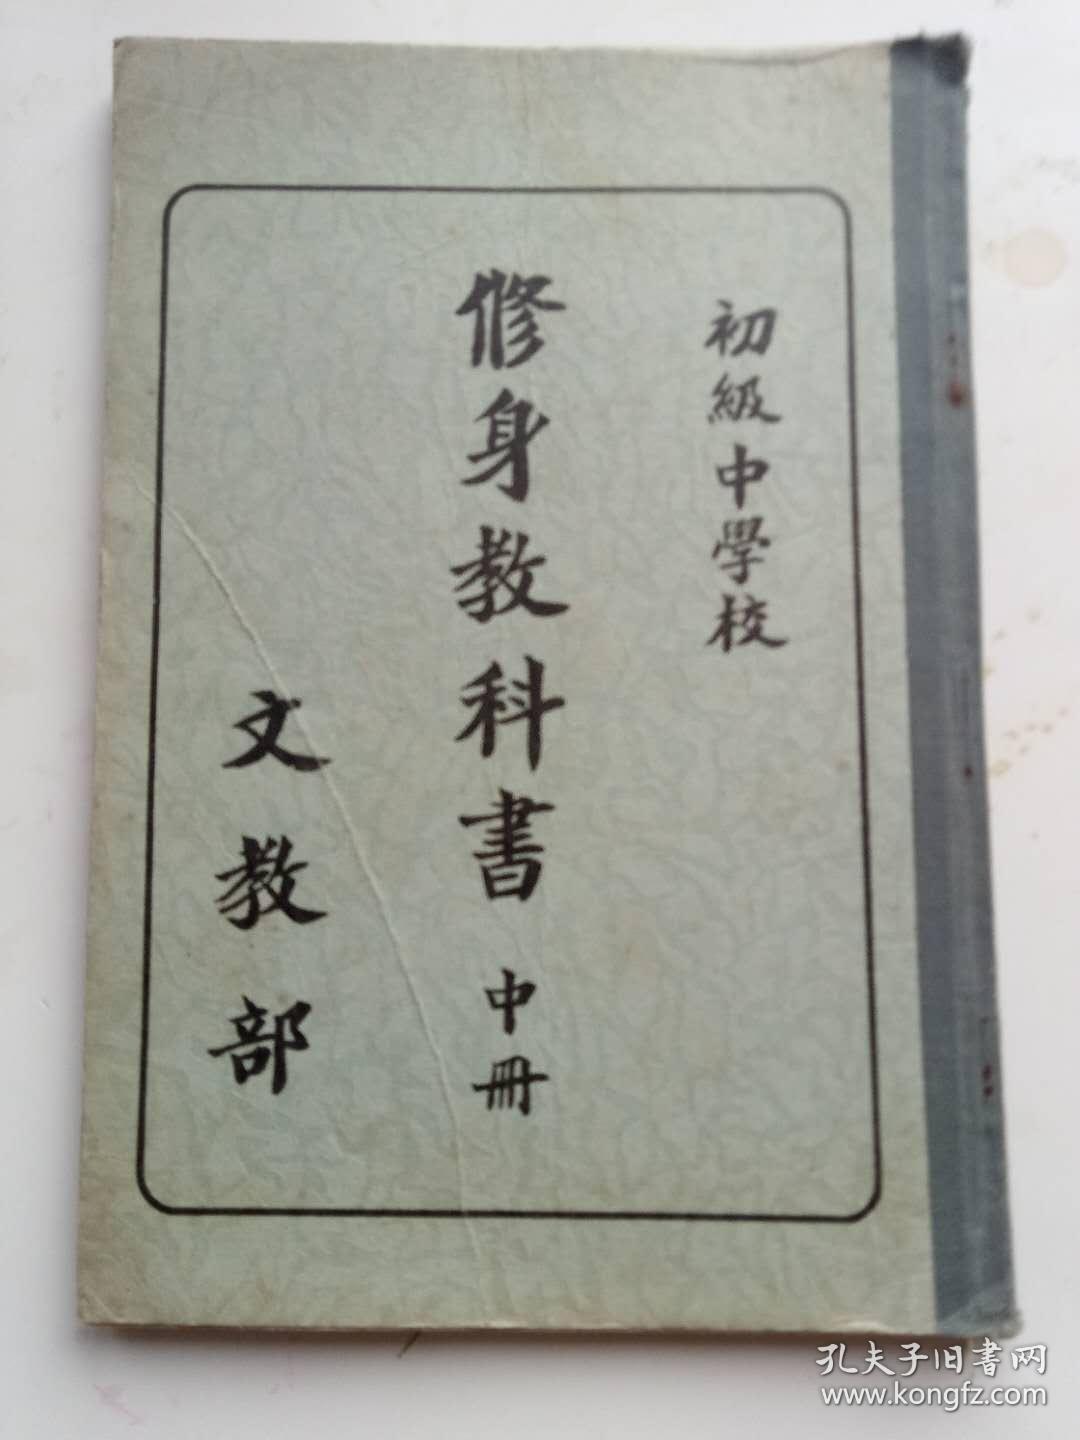 初級中學校
修身教科書 中冊
文教部
孔夫子旧書网
www.kongfz.com